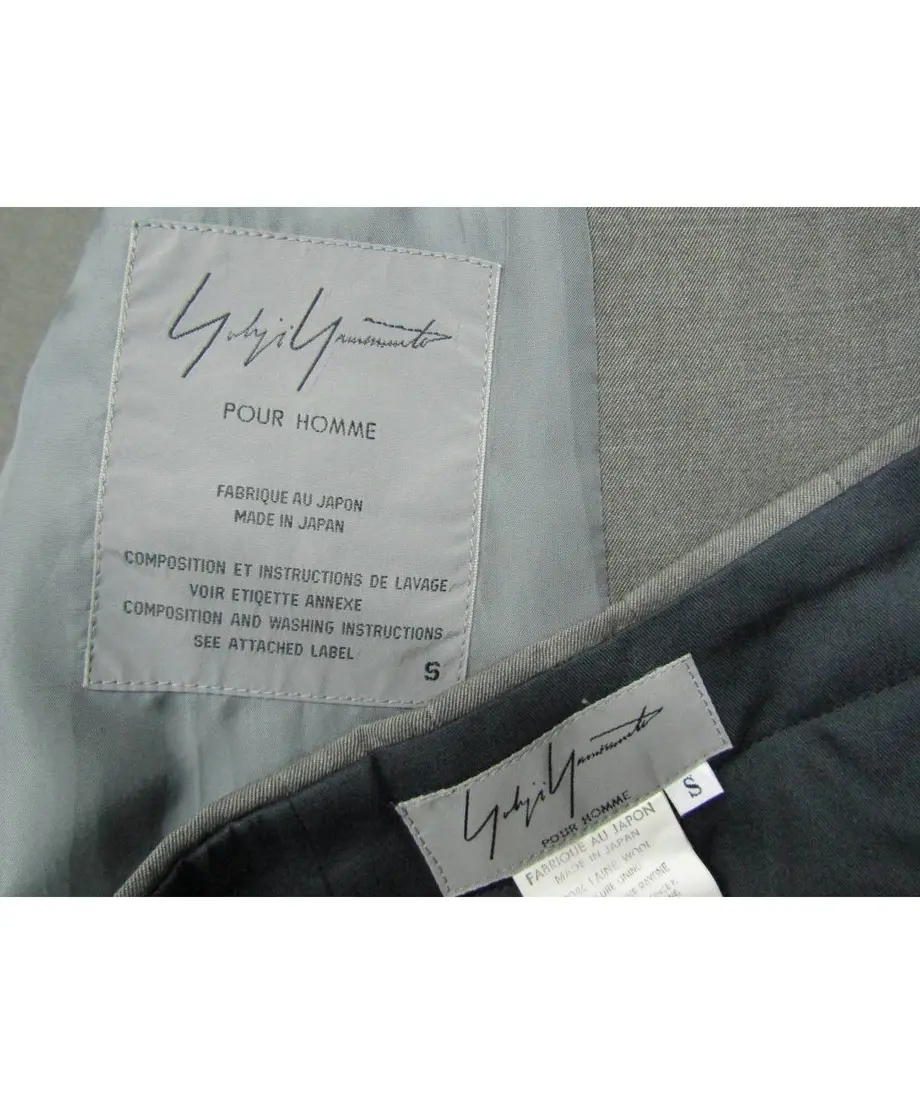 Yohji Yamamoto
POUR HOMME
FABRIQUE AU JAPON
MADE IN JAPAN
COMPOSITION ET INSTRUCTIONS DE LAVAGE
VOIR ETIQETTE ANNEXE
COMPOSITION AND WASHING INSTRUCTIONS
SEE ATTACHED LABEL
S
Yohji Yamamoto
POUR HOMME
S
FABRIQUE AU JAPON
MADE IN JAPAN
LAINE WOOL